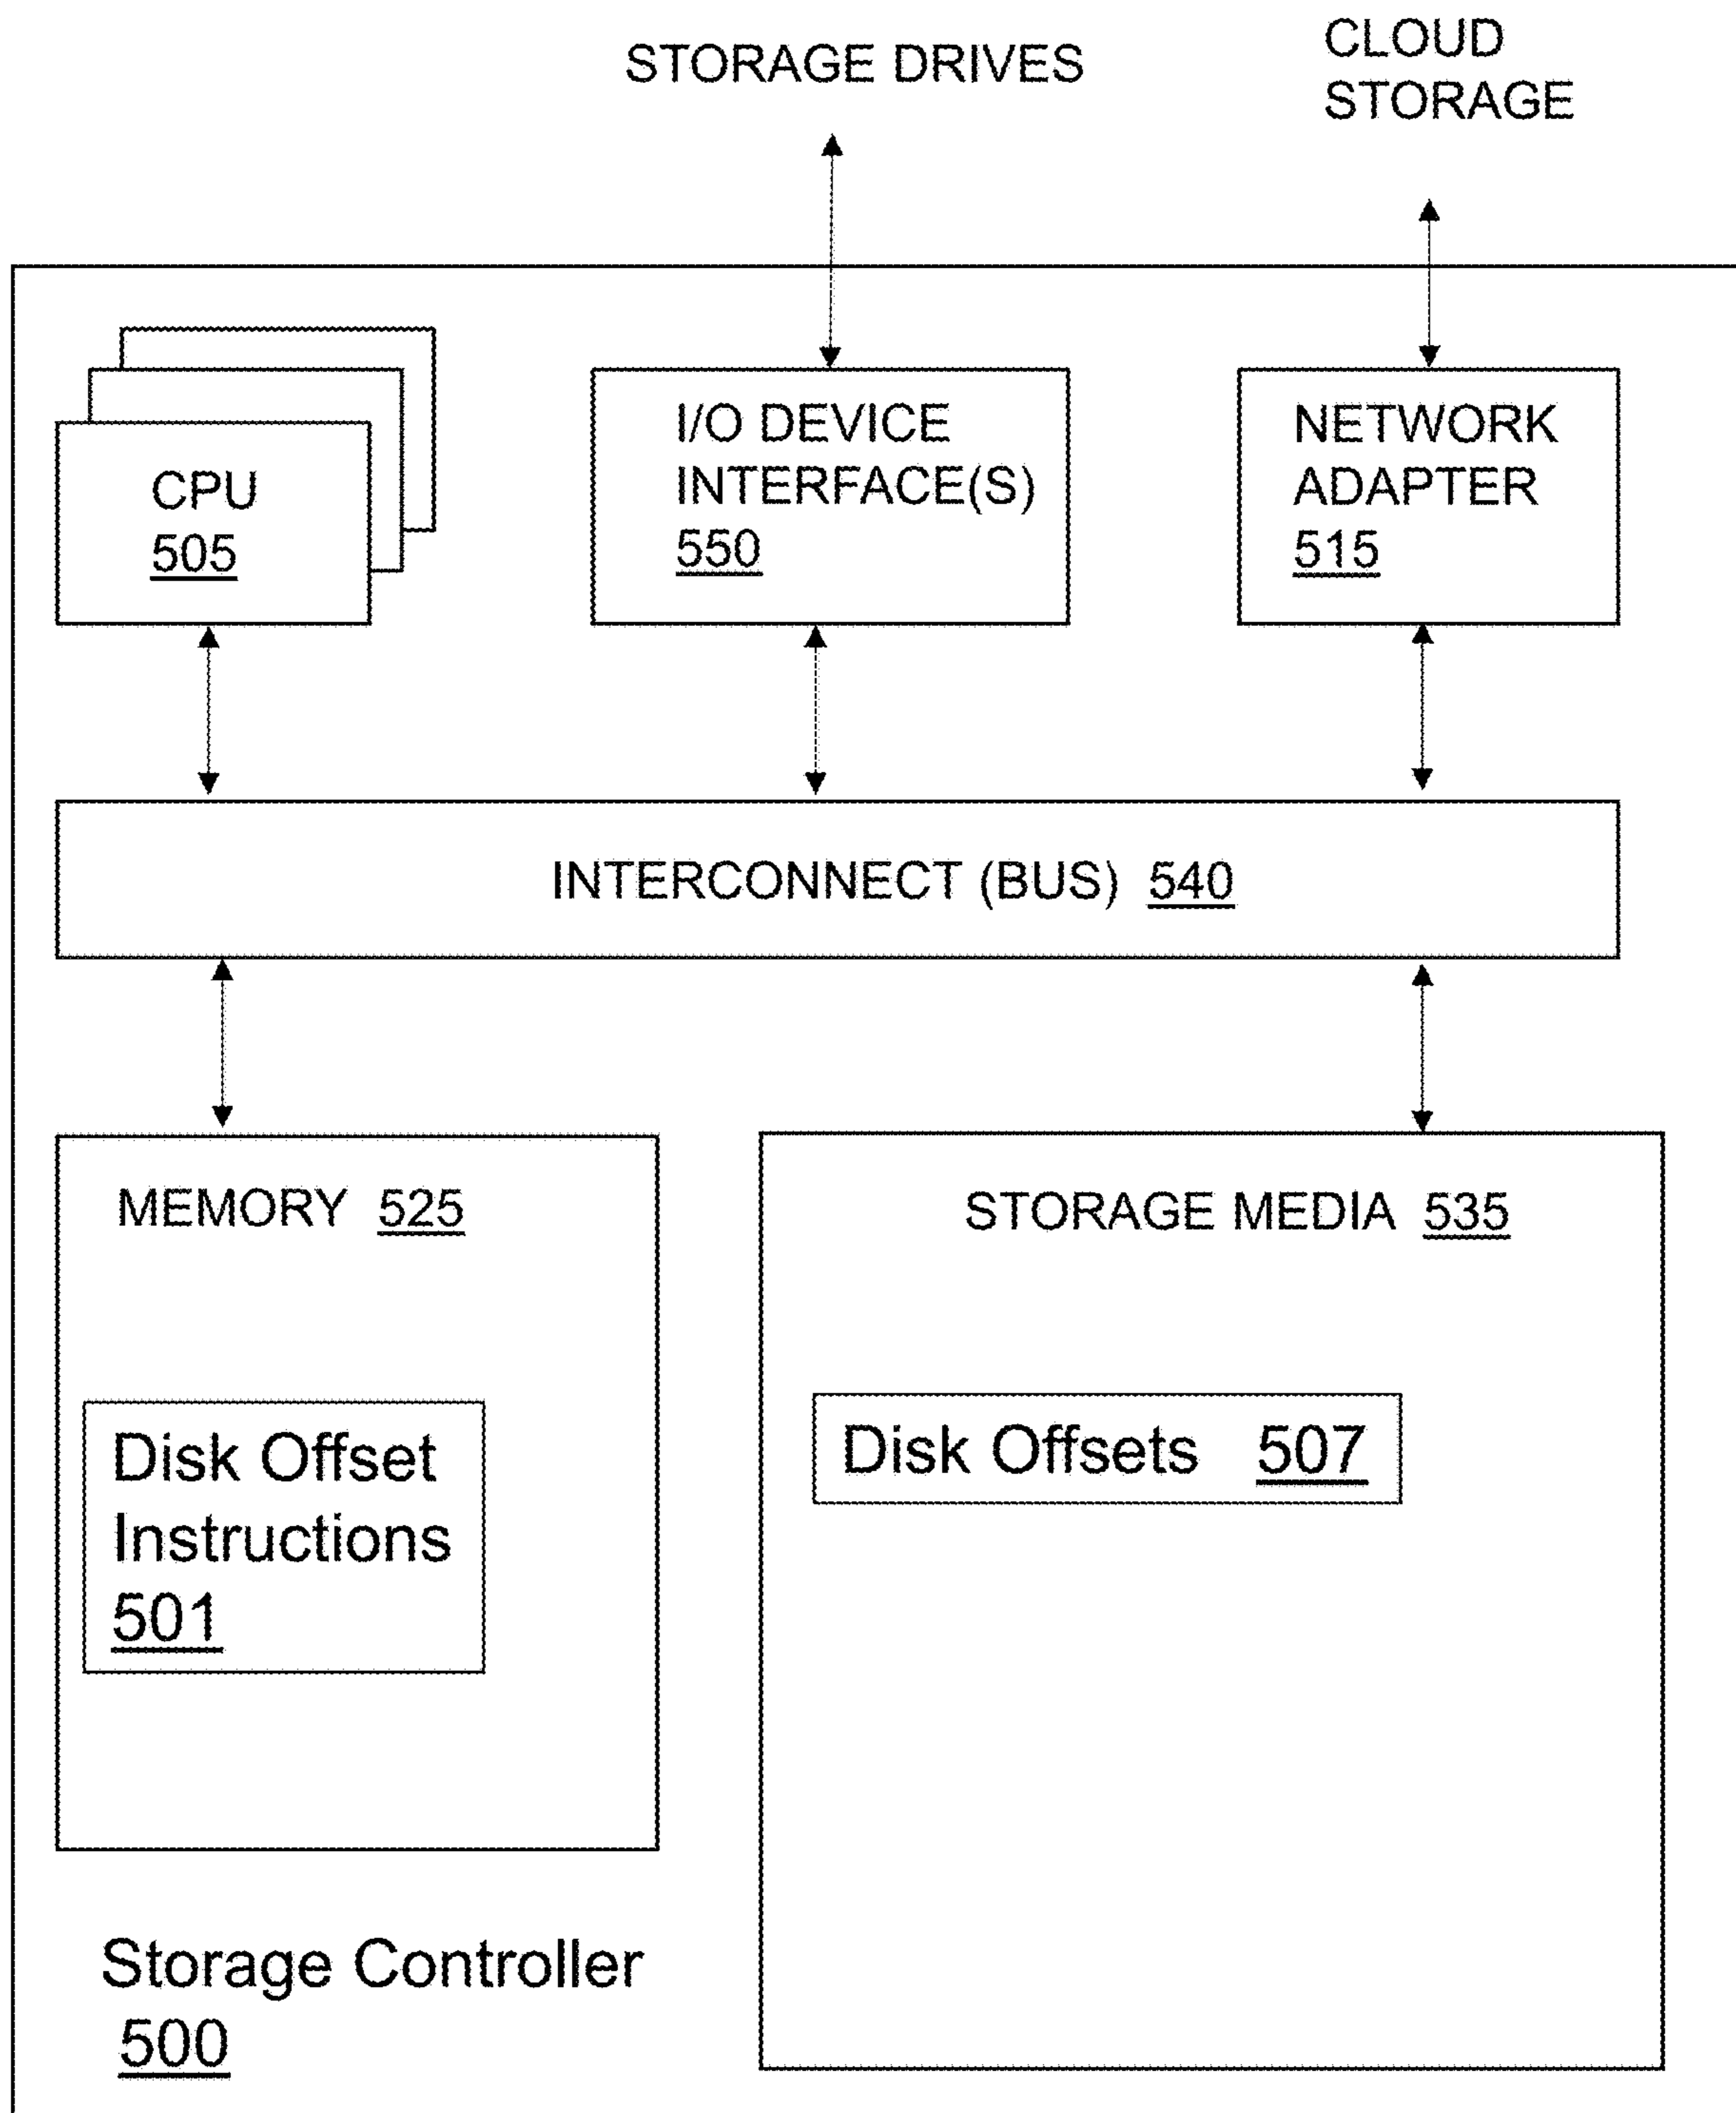 STORAGE DRIVES
CLOUD
STORAGE
CPU
505
I/O DEVICE
INTERFACE(S)
550
NETWORK
ADAPTER
515
INTERCONNECT (BUS) 540
MEMORY 525
STORAGE MEDIA 535
Disk Offset
Instructions
501
Disk Offsets 507
Storage Controller
500